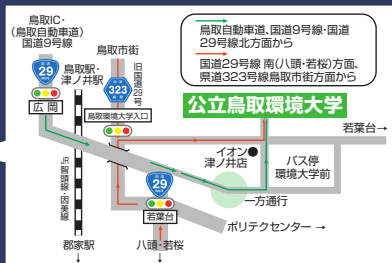 鳥取IC・
(鳥取自動車道)
国道9号線
鳥取市街
鳥取自動車道、国道9号線・国道
29号線北方面から
国道29号線 南(八頭・若桜)方面、
県道323号線鳥取市街方面から
29
鳥取駅・
津ノ井駅
323
旧国道29号
公立鳥取環境大学
広岡
鳥取環境大学入口
若葉台→
イオン
津ノ井店
バス停
環境大学前
JR智頭線・因美線
29
一方通行
若葉台
ポリテクセンター →
郡家駅
↓
八頭・若桜
↓